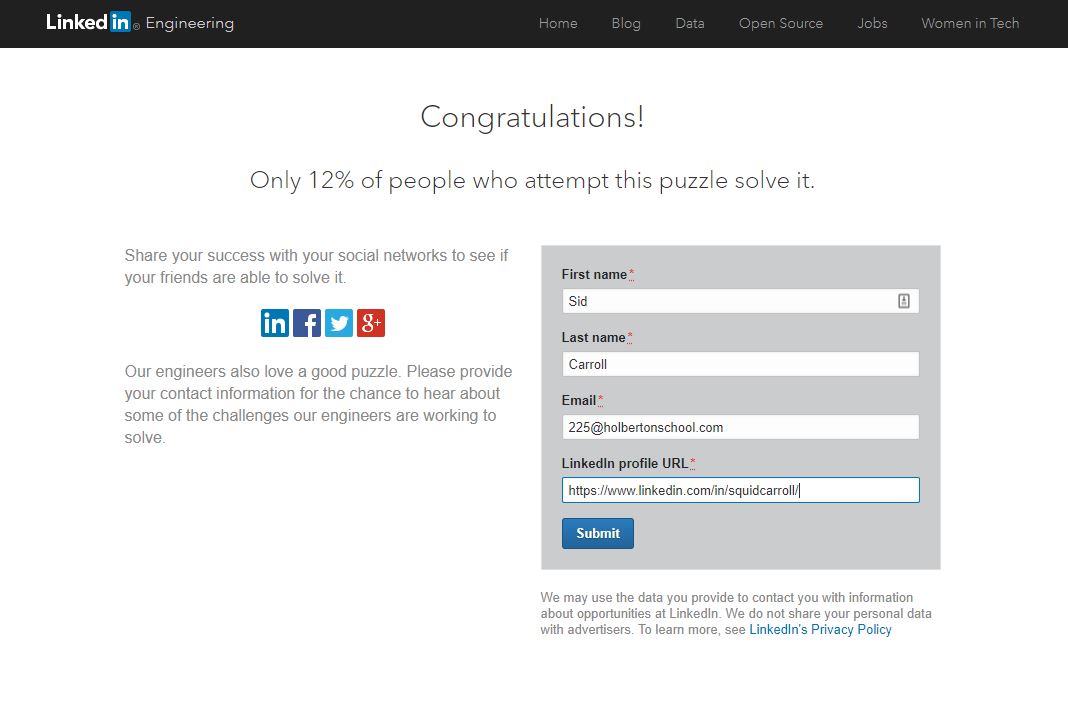 Linked in ® Engineering Home Blog Data Open Source Jobs Women in Tech
Congratulations!
Only 12% of people who attempt this puzzle solve it.
Share your success with your social networks to see if
your friends are able to solve it.
in f g+
Our engineers also love a good puzzle. Please provide
your contact information for the chance to hear about
some of the challenges our engineers are working to
solve.
First name*
Sid
Last name*
Carroll
Email*
225@holbertonschool.com
LinkedIn profile URL*
https://www.linkedin.com/in/squidcarroll/
Submit
We may use the data you provide to contact you with information
about opportunities at LinkedIn. We do not share your personal data
with advertisers. To learn more, see LinkedIn's Privacy Policy